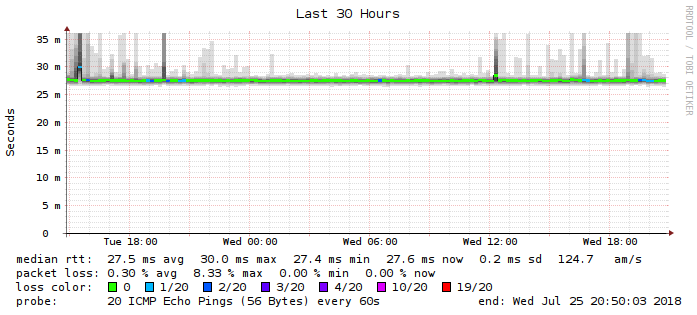 Last 30 Hours
RRDTOOL / TOBI OETIKER
Seconds
35 m
30 m
25 m
20 m
15 m
10 m
5 m
0
Tue 18:00 Wed 00:00 Wed 06:00 Wed 12:00 Wed 18:00
median rtt: 27.5 ms avg 30.0 ms max 27.4 ms min 27.6 ms now 0.2 ms sd 124.7 am/s
packet loss: 0.30 % avg 8.33 % max 0.00 % min 0.00 % now
loss color: 0 1/20 2/20 3/20 4/20 10/20 19/20
probe: 20 ICMP Echo Pings (56 Bytes) every 60s end: Wed Jul 25 20:50:03 2018